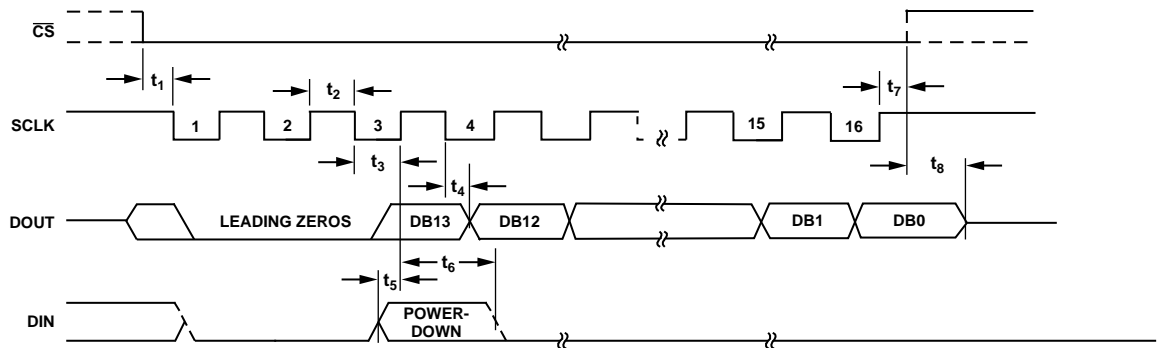 CS
t1
t2
t7
SCLK
1
2
3
4
15
16
t3
t4
t8
DOUT
LEADING ZEROS
DB13
DB12
DB1
DB0
t5
t6
DIN
POWER-
DOWN